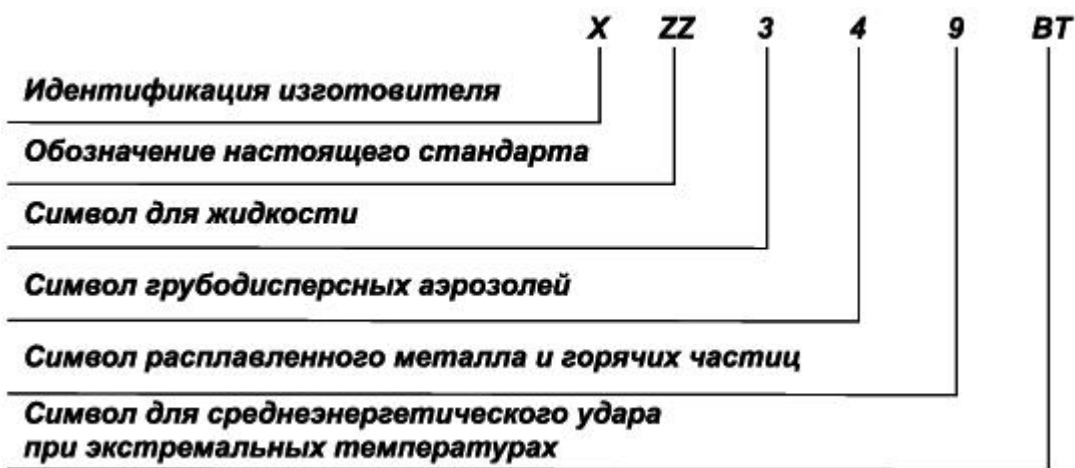 X ZZ 3 4 9 BT
Идентификация изготовителя
Обозначение настоящего стандарта
Символ для жидкости
Символ грубодисперсных аэрозолей
Символ расплавленного металла и горячих частиц
Символ для среднеэнергетического удара
при экстремальных температурах